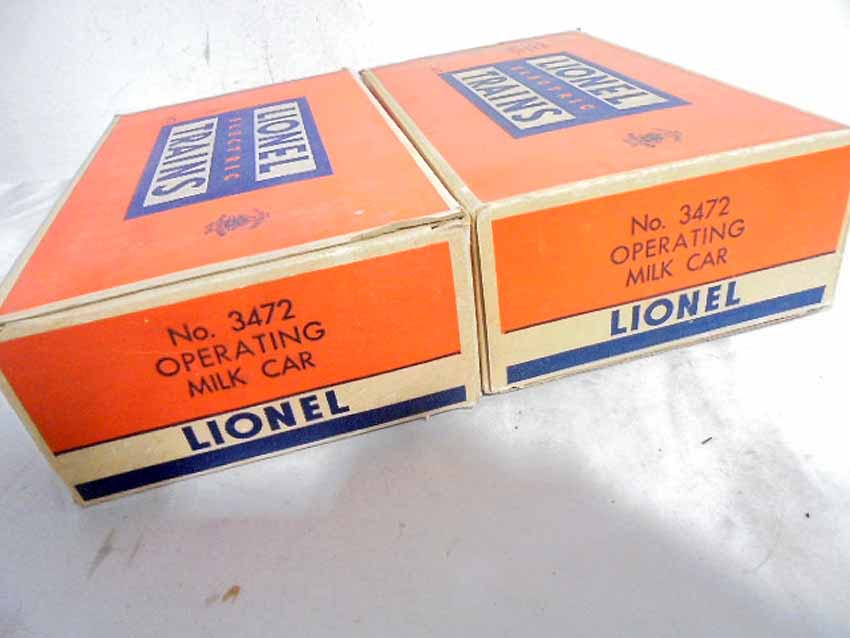 LIONEL
ELECTRIC
TRAINS
No. 3472
OPERATING
MILK CAR
LIONEL
LIONEL
ELECTRIC
TRAINS
No. 3472
OPERATING
MILK CAR
LIONEL